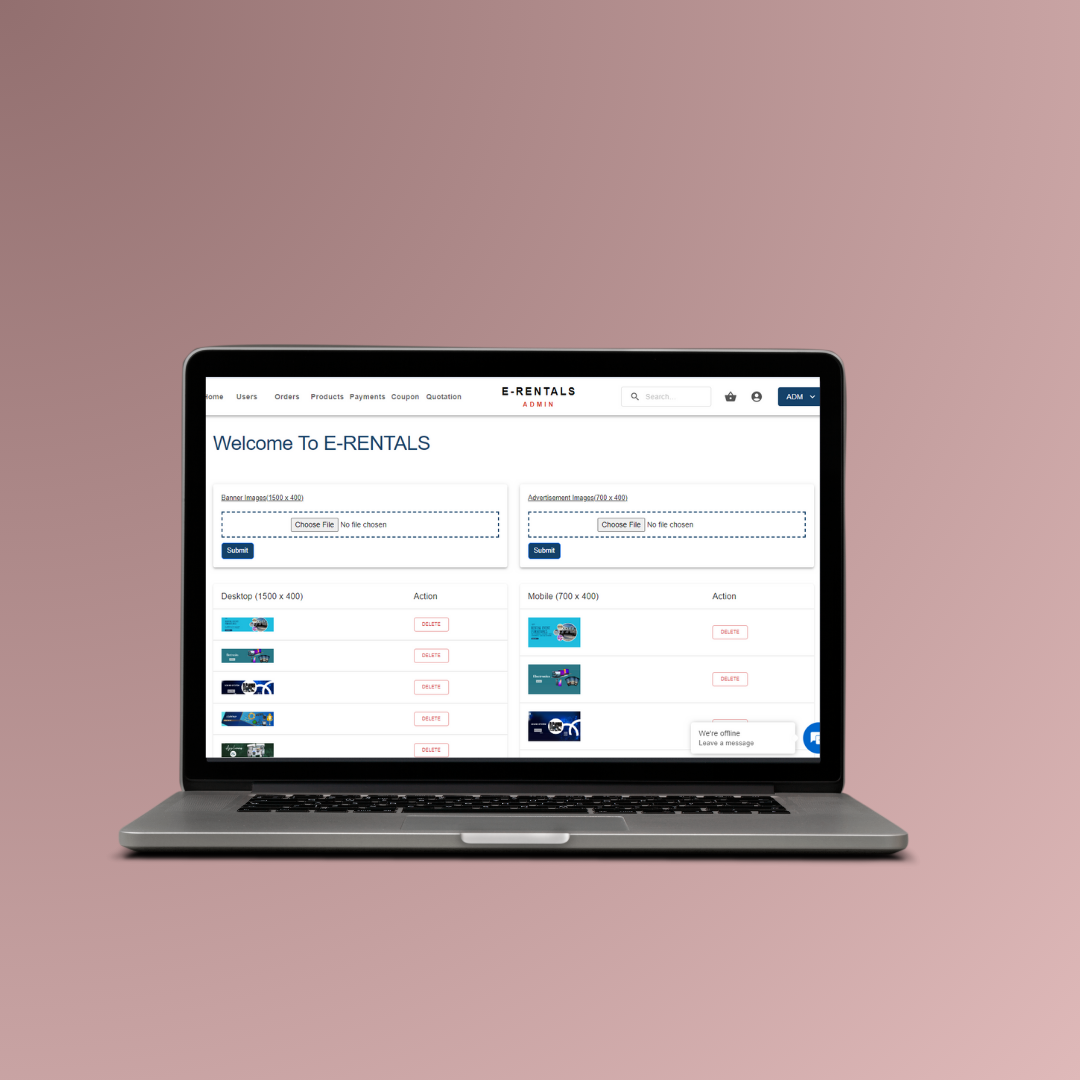 Home Users Orders Products Payments Coupon Quotation
E-RENTALS
ADMIN
Search...
ADM
Welcome To E-RENTALS
Banner Images(1500 x 400)
Choose File No file chosen
Submit
Advertisement Images(700 x 400)
Choose File No file chosen
Submit
Desktop (1500 x 400) Action
DELETE
DELETE
DELETE
DELETE
DELETE
Mobile (700 x 400) Action
DELETE
DELETE
We're offline
Leave a message